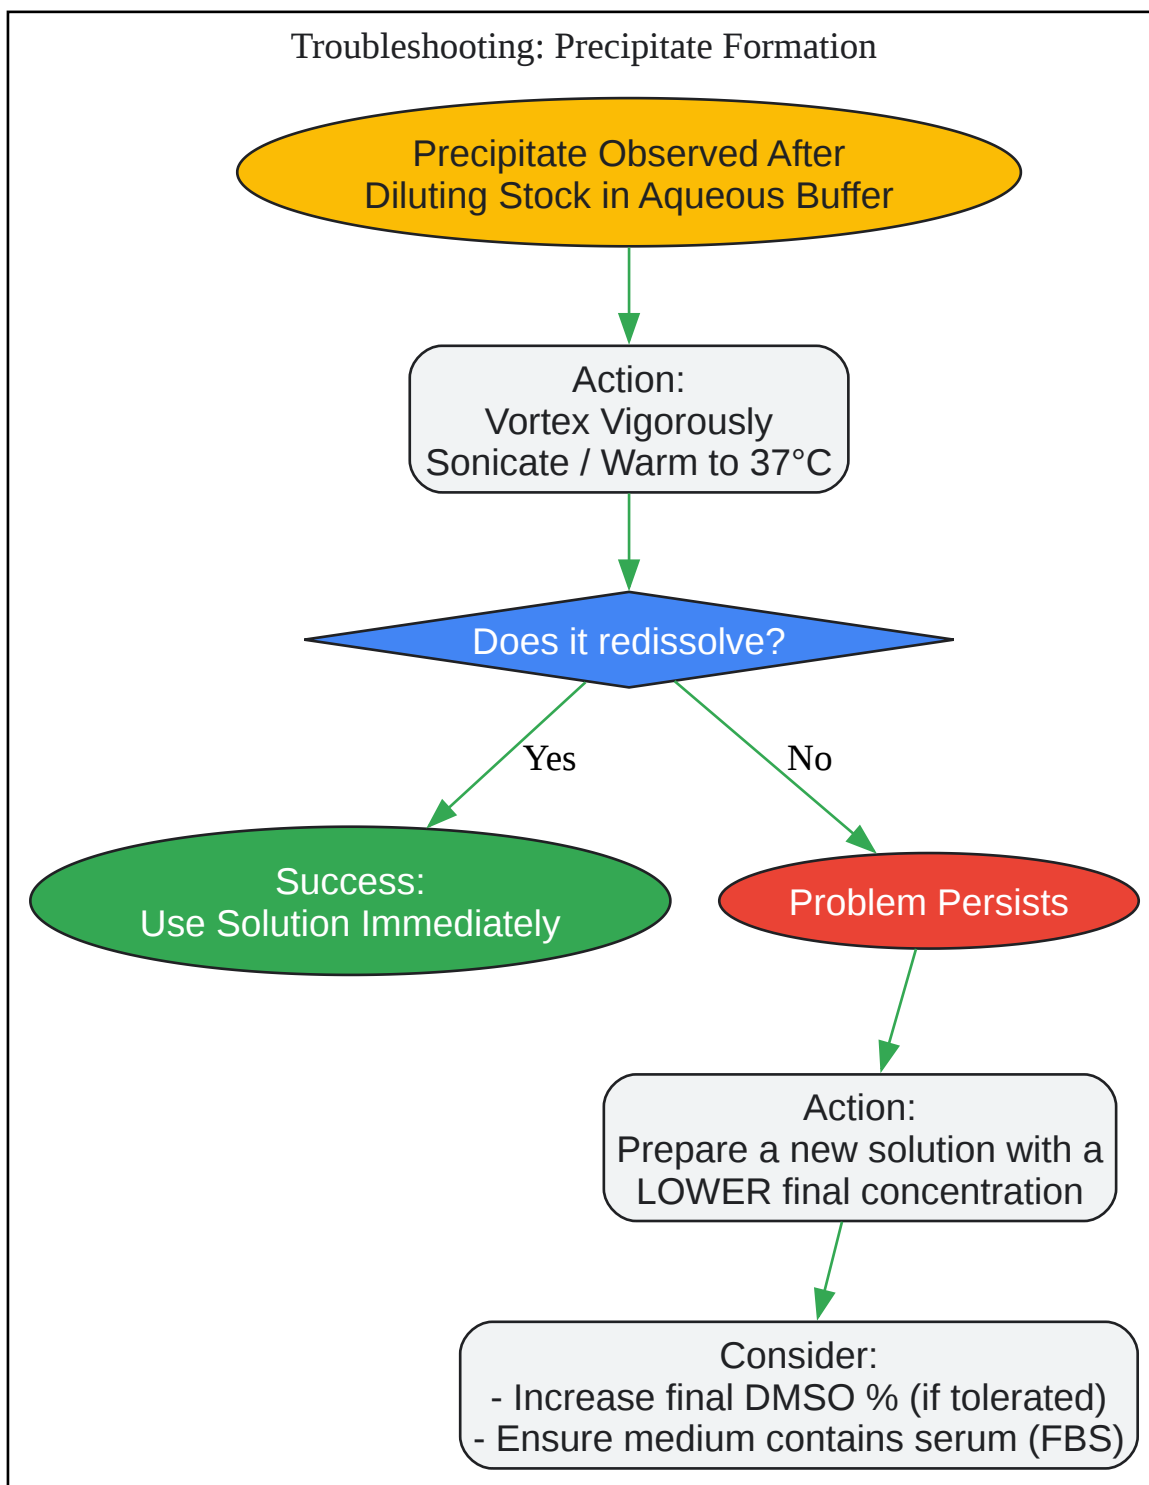 Troubleshooting: Precipitate Formation
Precipitate Observed After
Diluting Stock in Aqueous Buffer
Action:
Vortex Vigorously
Sonicate / Warm to 37°C
Does it redissolve?
Yes
No
Success:
Use Solution Immediately
Problem Persists
Action:
Prepare a new solution with a
LOWER final concentration
Consider:
- Increase final DMSO % (if tolerated)
- Ensure medium contains serum (FBS)